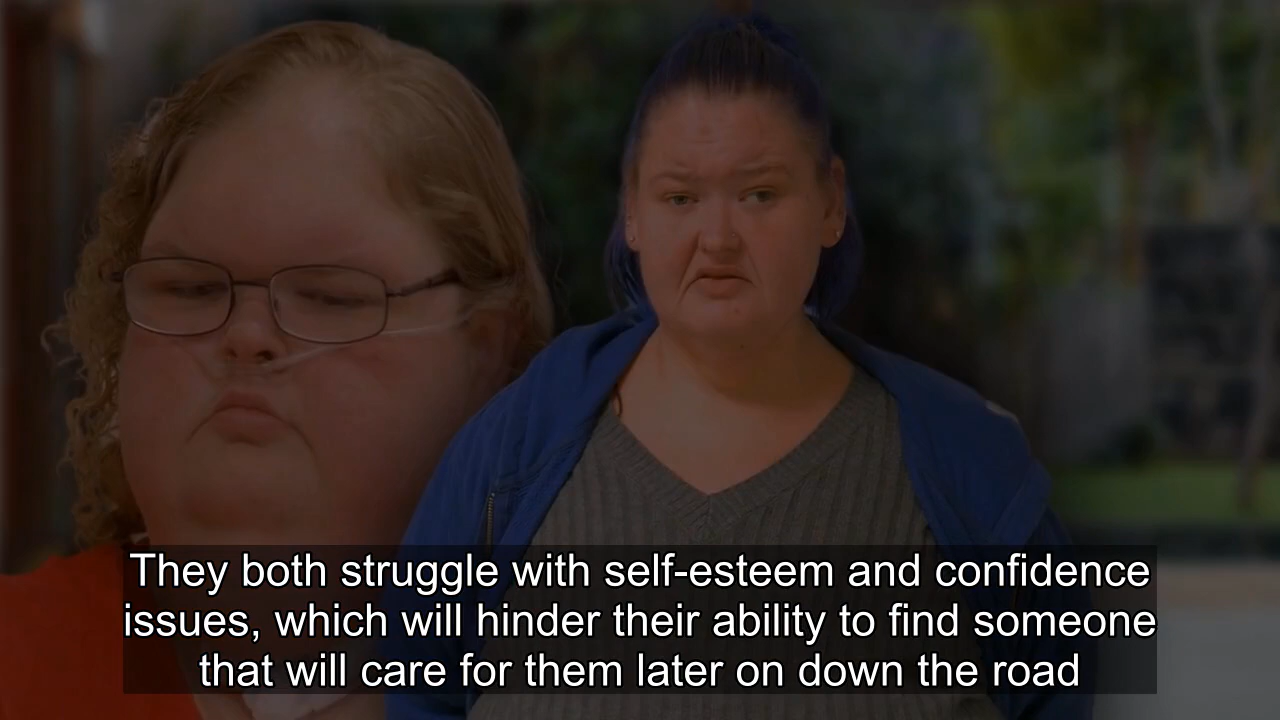 They both struggle with self-esteem and confidence
issues, which will hinder their ability to find someone
that will care for them later on down the road